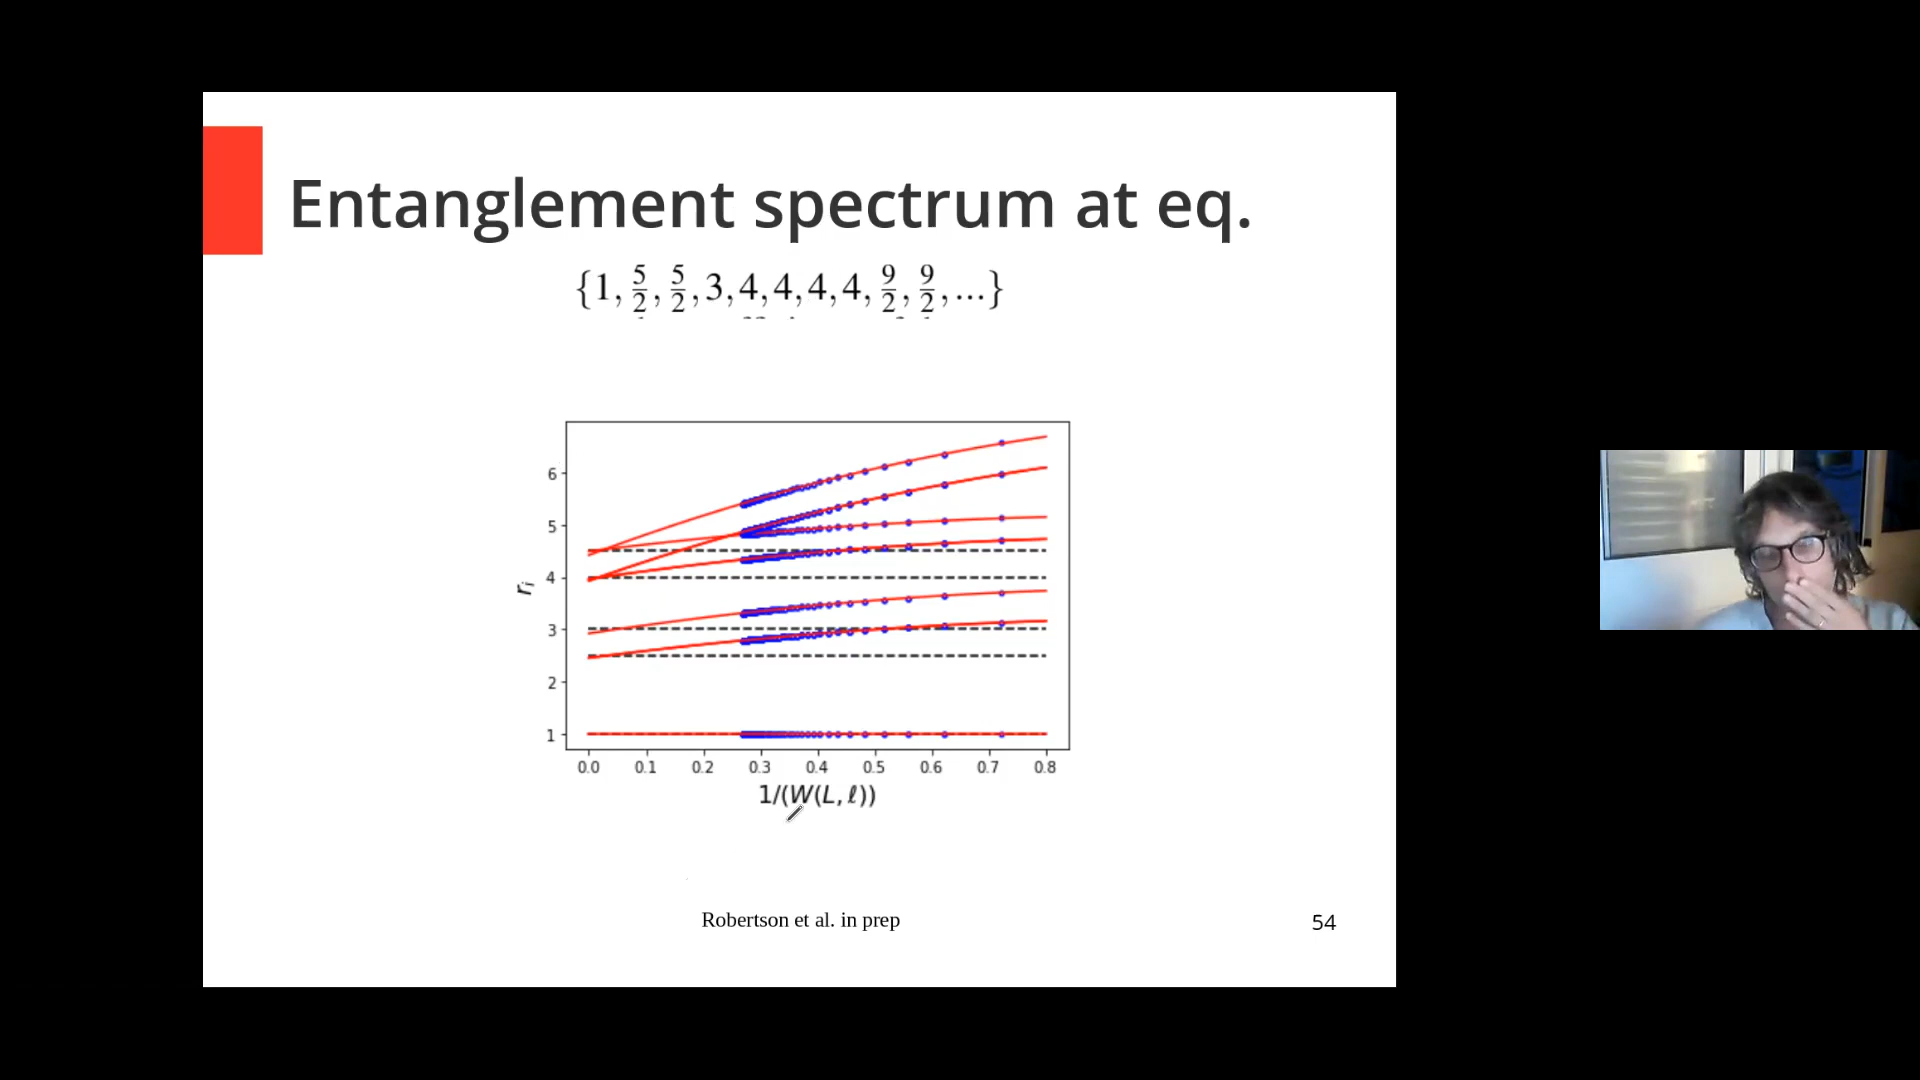 Entanglement spectrum at eq.
{1, 5/2, 5/2, 3, 4, 4, 4, 4, 9/2, 9/2, ...}
6
5
4
3
2
1
r_i
0.0 0.1 0.2 0.3 0.4 0.5 0.6 0.7 0.8
1/(W(L, ℓ))
Robertson et al. in prep
54